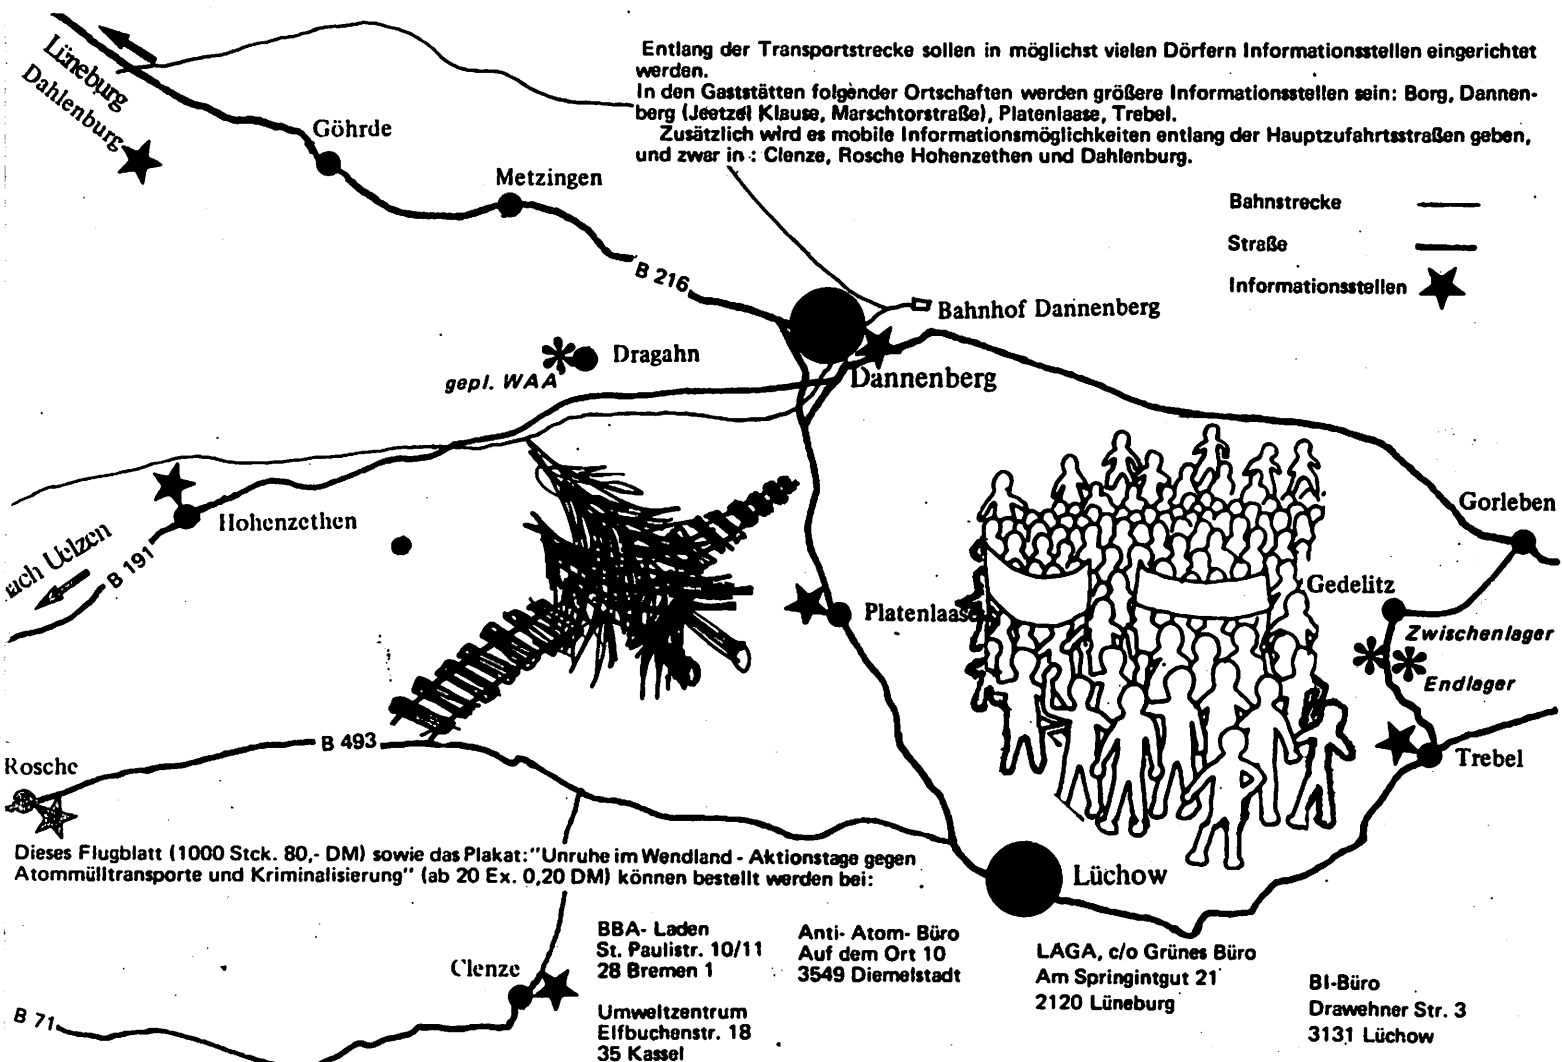 Entlang der Transportstrecke sollen in möglichst vielen Dörfern Informationsstellen eingerichtet
werden.
In den Gaststätten folgender Ortschaften werden größere Informationsstellen sein: Borg, Dannen-
berg (Jeetzel Klause, Marschtorstraße), Platenlaase, Trebel.
Zusätzlich wird es mobile Informationsmöglichkeiten entlang der Hauptzufahrtsstraßen geben,
und zwar in : Clenze, Rosche Hohenzethen und Dahlenburg.
Lüneburg
Dahlenburg
Göhrde
Metzingen
B 216
Bahnstrecke
Straße
Informationsstellen
Bahnhof Dannenberg
Dragahn
gepl. WAA
Dannenberg
Hohenzethen
nach Uelzen
B 191
Gorleben
Gedelitz
Platenlaase
Zwischenlager
Endlager
Trebel
B 493
Rosche
Lüchow
Dieses Flugblatt (1000 Stck. 80,- DM) sowie das Plakat:"Unruhe im Wendland - Aktionstage gegen
Atommülltransporte und Kriminalisierung" (ab 20 Ex. 0,20 DM) können bestellt werden bei:
Clenze
B 71
BBA- Laden
St. Paulistr. 10/11
28 Bremen 1
Umweltzentrum
Elfbuchenstr. 18
35 Kassel
Anti- Atom- Büro
Auf dem Ort 10
3549 Diemelstadt
LAGA, c/o Grünes Büro
Am Springintgut 21
2120 Lüneburg
BI-Büro
Drawehner Str. 3
3131 Lüchow